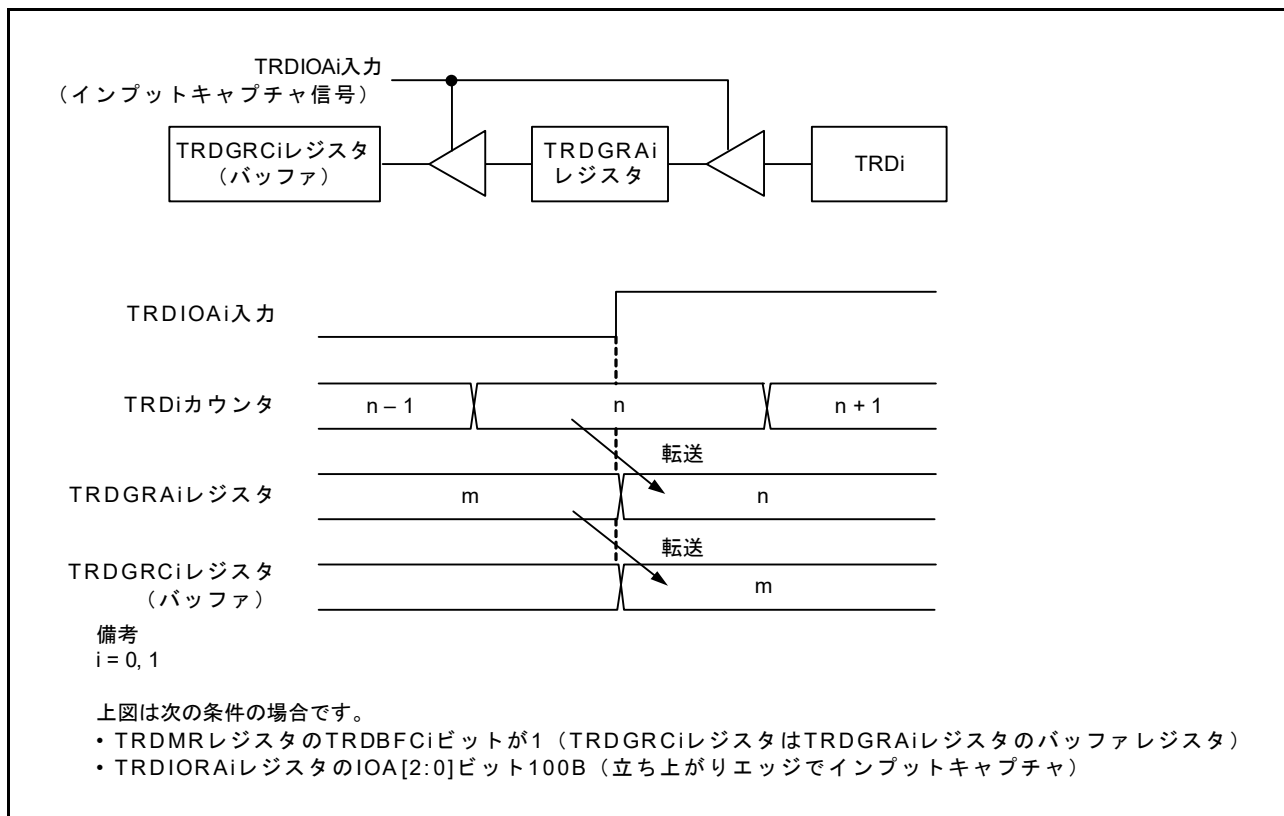 TRDIOAi入力
（インプットキャプチャ信号）
TRDGRCiレジスタ
（バッファ）
TRDGRAi
レジスタ
TRDi
TRDIOAi入力
TRDiカウンタ
n – 1
n
n + 1
転送
TRDGRAiレジスタ
m
n
転送
TRDGRCiレジスタ
（バッファ）
m
備考
i = 0, 1
上図は次の条件の場合です。
• TRDMRレジスタのTRDBFCiビットが1（TRDGRCiレジスタはTRDGRAiレジスタのバッファレジスタ）
• TRDIORAiレジスタのIOA[2:0]ビット100B（立ち上がりエッジでインプットキャプチャ）